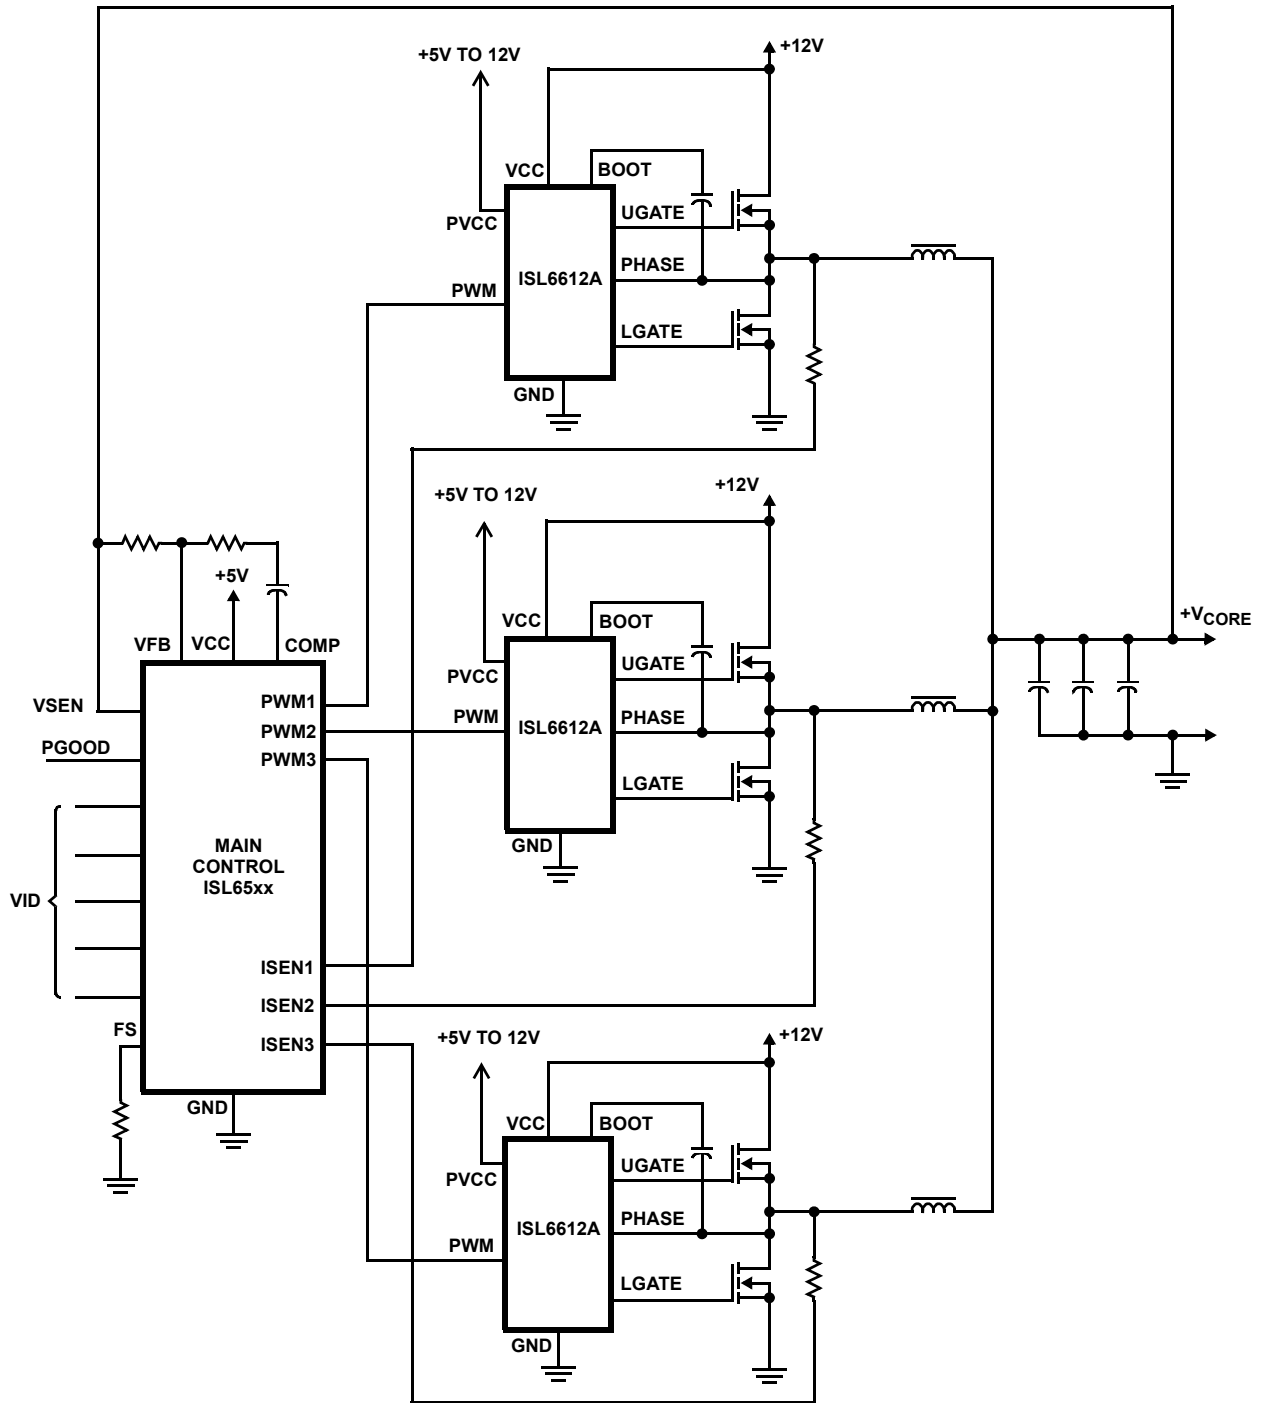 +5V TO 12V
+12V
VCC
BOOT
PVCC
UGATE
ISL6612A
PHASE
PWM
LGATE
GND
+5V TO 12V
+12V
VCC
BOOT
PVCC
UGATE
PWM
ISL6612A
PHASE
LGATE
GND
+5V
VFB
VCC
COMP
VSEN
PGOOD
PWM1
PWM2
PWM3
MAIN
CONTROL
ISL65xx
VID
ISEN1
ISEN2
ISEN3
FS
GND
+VCORE
+5V TO 12V
+12V
VCC
BOOT
PVCC
UGATE
ISL6612A
PHASE
PWM
LGATE
GND